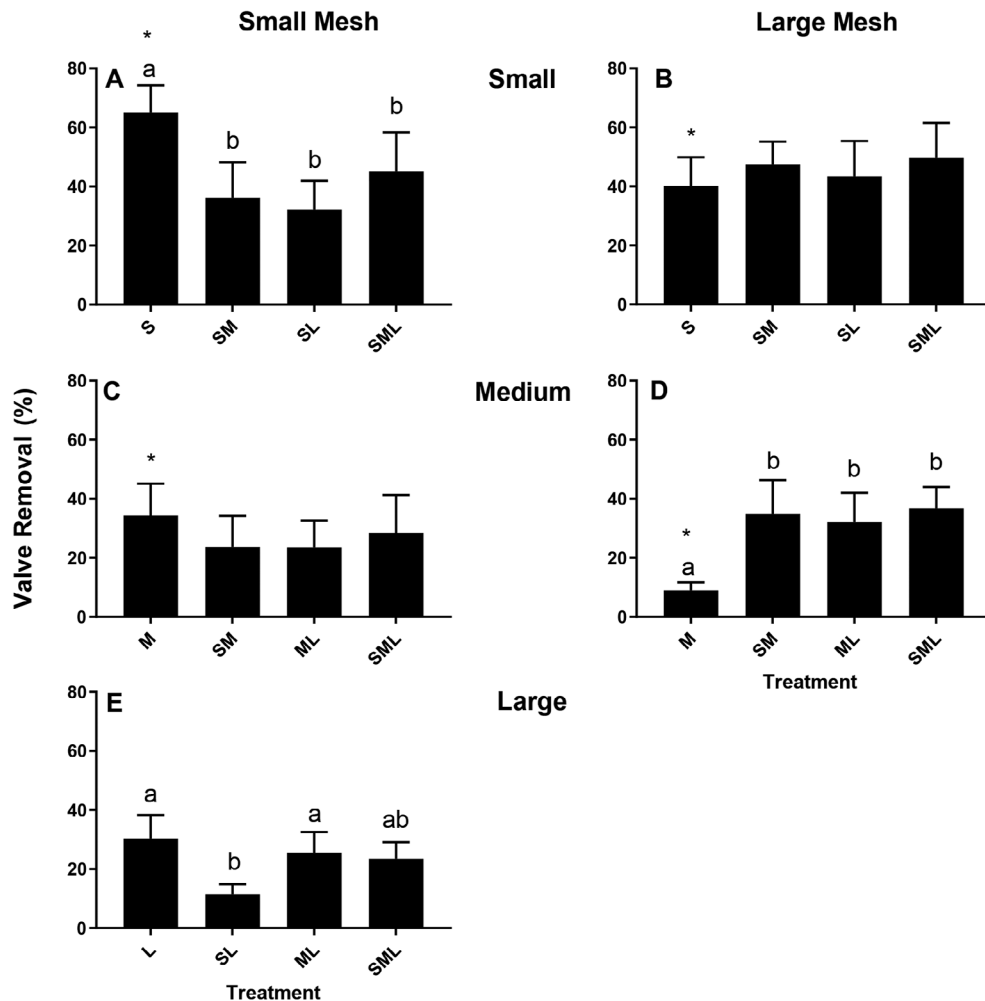 Small Mesh
Large Mesh
Valve Removal (%)
A
Small
*
a
b
b
b
80
60
40
20
0
S
SM
SL
SML
B
*
80
60
40
20
0
S
SM
SL
SML
C
Medium
*
80
60
40
20
0
M
SM
ML
SML
D
*
a
b
b
b
80
60
40
20
0
M
SM
ML
SML
Treatment
E
Large
a
b
a
ab
80
60
40
20
0
L
SL
ML
SML
Treatment